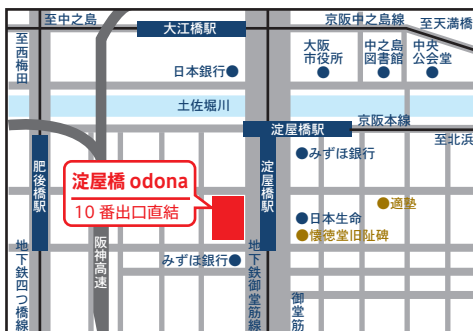 至中之島
大江橋駅
京阪中之島線
至天満橋
至西梅田
大阪
市役所
中之島
図書館
中央
公会堂
日本銀行
土佐堀川
京阪本線
淀屋橋駅
至北浜
肥後橋駅
淀屋橋駅
みずほ銀行
淀屋橋 odona
10 番出口直結
適塾
日本生命
懐徳堂旧趾碑
阪神高速
みずほ銀行
地下鉄四つ橋線
地下鉄御堂筋線
御堂筋